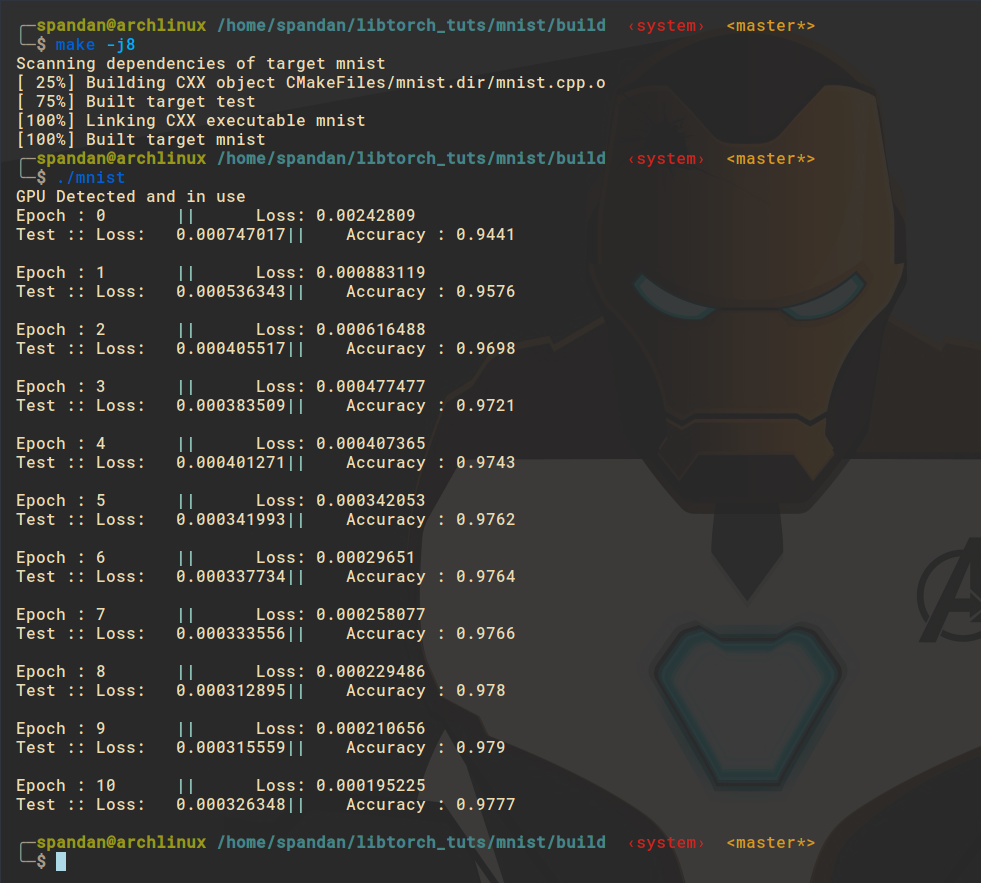 ╭─spandan@archlinux /home/spandan/libtorch_tuts/mnist/build ‹system› <master*>
╰─$ make -j8
Scanning dependencies of target mnist
[ 25%] Building CXX object CMakeFiles/mnist.dir/mnist.cpp.o
[ 75%] Built target test
[100%] Linking CXX executable mnist
[100%] Built target mnist
╭─spandan@archlinux /home/spandan/libtorch_tuts/mnist/build ‹system› <master*>
╰─$ ./mnist
GPU Detected and in use
Epoch : 0 || Loss: 0.00242809
Test :: Loss: 0.000747017|| Accuracy : 0.9441
Epoch : 1 || Loss: 0.000883119
Test :: Loss: 0.000536343|| Accuracy : 0.9576
Epoch : 2 || Loss: 0.000616488
Test :: Loss: 0.000405517|| Accuracy : 0.9698
Epoch : 3 || Loss: 0.000477477
Test :: Loss: 0.000383509|| Accuracy : 0.9721
Epoch : 4 || Loss: 0.000407365
Test :: Loss: 0.000401271|| Accuracy : 0.9743
Epoch : 5 || Loss: 0.000342053
Test :: Loss: 0.000341993|| Accuracy : 0.9762
Epoch : 6 || Loss: 0.00029651
Test :: Loss: 0.000337734|| Accuracy : 0.9764
Epoch : 7 || Loss: 0.000258077
Test :: Loss: 0.000333556|| Accuracy : 0.9766
Epoch : 8 || Loss: 0.000229486
Test :: Loss: 0.000312895|| Accuracy : 0.978
Epoch : 9 || Loss: 0.000210656
Test :: Loss: 0.000315559|| Accuracy : 0.979
Epoch : 10 || Loss: 0.000195225
Test :: Loss: 0.000326348|| Accuracy : 0.9777
╭─spandan@archlinux /home/spandan/libtorch_tuts/mnist/build ‹system› <master*>
╰─$